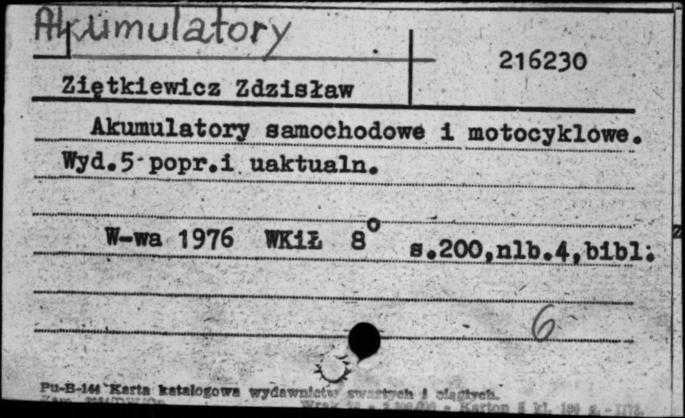 Akumulatory
216230
Ziętkiewicz Zdzisław
Akumulatory samochodowe i motocyklowe.
Wyd.5 popr.i uaktualn.
W-wa 1976 WKiŁ 8° s.200,nlb.4,bibl.
6
Pu-B-144 Karta katalogowa wydawnictw zwartych i ciągłych.